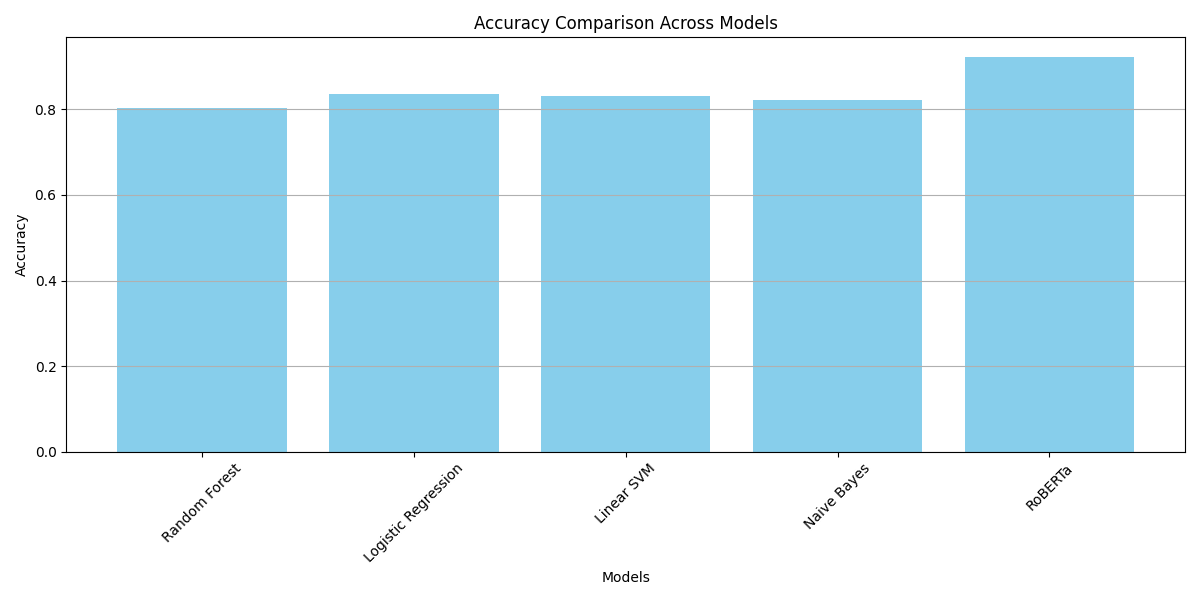 Accuracy Comparison Across Models
Accuracy
0.8
0.6
0.4
0.2
0.0
Random Forest
Logistic Regression
Linear SVM
Naive Bayes
RoBERTa
Models